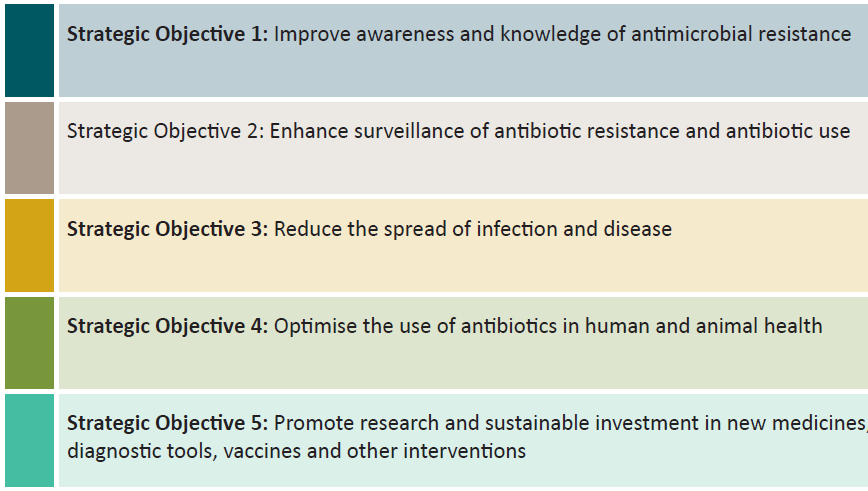 Strategic Objective 1: Improve awareness and knowledge of antimicrobial resistance
Strategic Objective 2: Enhance surveillance of antibiotic resistance and antibiotic use
Strategic Objective 3: Reduce the spread of infection and disease
Strategic Objective 4: Optimise the use of antibiotics in human and animal health
Strategic Objective 5: Promote research and sustainable investment in new medicines,
diagnostic tools, vaccines and other interventions